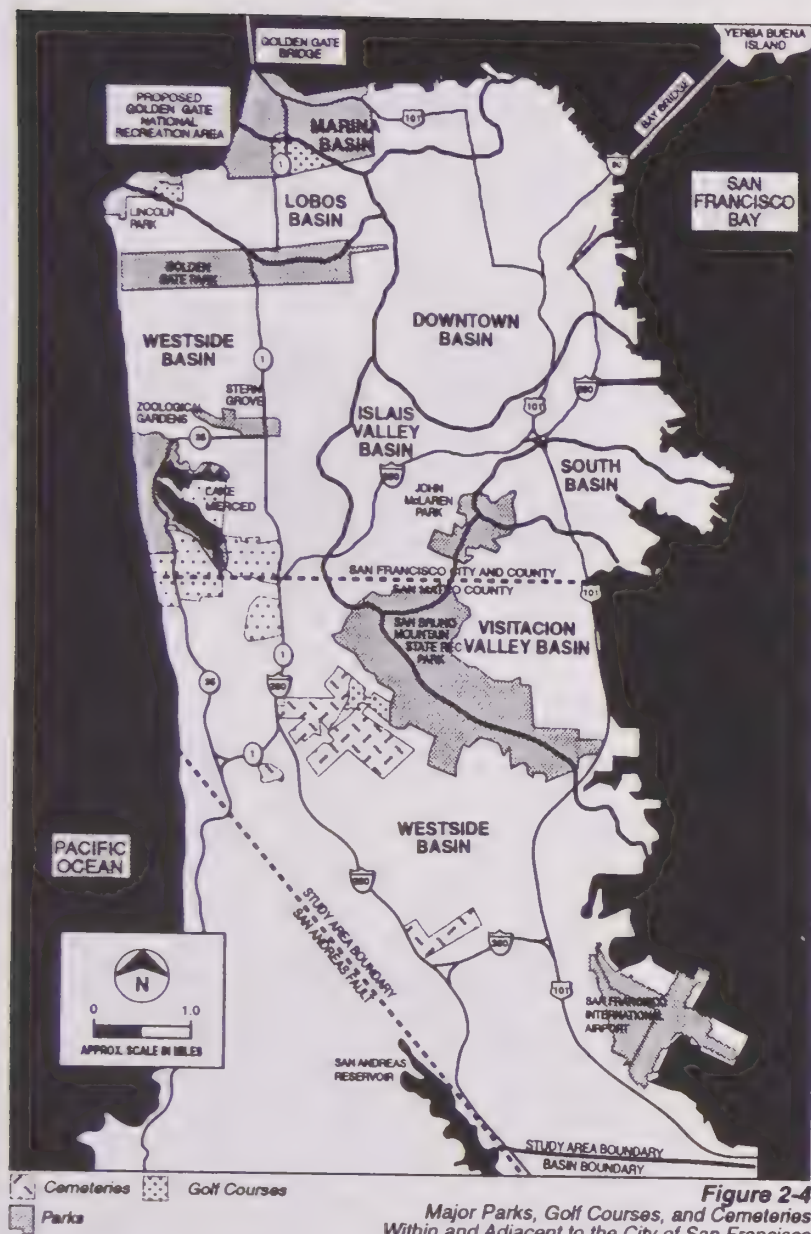 YERBA BUENA
ISLAND
GOLDEN GATE
BRIDGE
BAY BRIDGE
PROPOSED
GOLDEN GATE
NATIONAL
RECREATION AREA
MARINA
BASIN
101
80
1
SAN
FRANCISCO
BAY
LOBOS
BASIN
LINCOLN
PARK
GOLDEN
GATE PARK
DOWNTOWN
BASIN
WESTSIDE
BASIN
1
STERN
GROVE
ZOOLOGICAL
GARDENS
35
280
101
ISLAIS
VALLEY
BASIN
280
SOUTH
BASIN
JOHN
McLAREN
PARK
LAKE
MERCED
SAN FRANCISCO CITY AND COUNTY
SAN MATEO COUNTY
101
SAN BRUNO
MOUNTAIN
STATE REC
PARK
VISITACION
VALLEY BASIN
1
35
280
1
WESTSIDE
BASIN
PACIFIC
OCEAN
280
STUDY AREA BOUNDARY
SAN ANDREAS FAULT
380
101
SAN FRANCISCO
INTERNATIONAL
AIRPORT
N
0 1.0
APPROX. SCALE IN MILES
SAN ANDREAS
RESERVOIR
STUDY AREA BOUNDARY
BASIN BOUNDARY
Cemeteries Golf Courses
Parks
Figure 2-4
Major Parks, Golf Courses, and Cemeteries
Within and Adjacent to the City of San Francisco